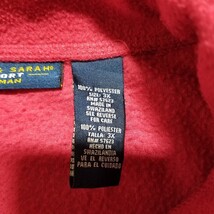 SARAH
ORT
MAN
100% POLYESTER
SIZE: 3X
RN# 57623
MADE IN
SWAZILAND
SEE REVERSE
FOR CARE
100% POLIESTER
TALLA: 3X
RN# 57623
HECHO EN
SWAZILANDIA
VE EL REVERSO
PARA EL CUIDADO